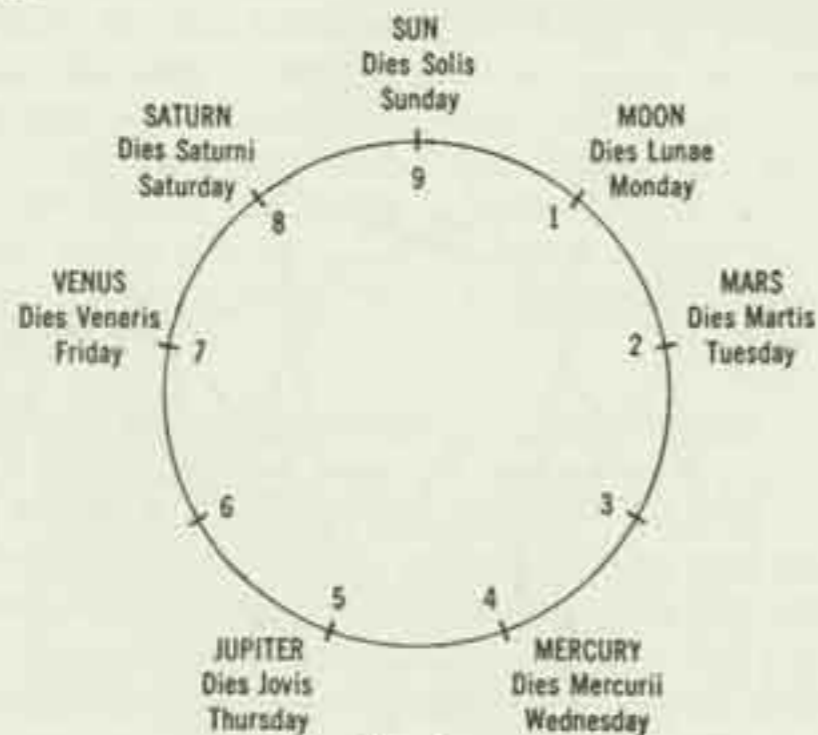 SUN
Dies Solis
Sunday
SATURN
Dies Saturni
Saturday
MOON
Dies Lunae
Monday
9
8
1
VENUS
Dies Veneris
Friday
MARS
Dies Martis
Tuesday
7
2
6
3
5
4
JUPITER
Dies Jovis
Thursday
MERCURY
Dies Mercurii
Wednesday